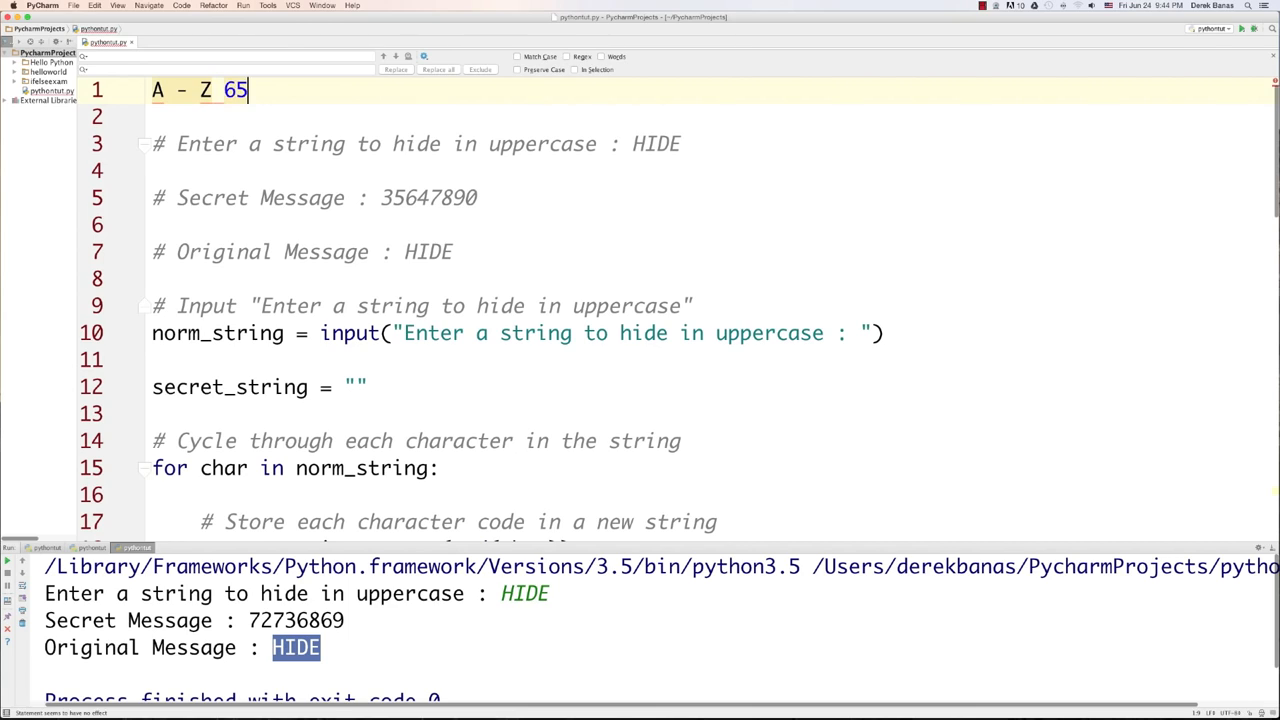 PyCharm File Edit View Navigate Code Refactor Run Tools VCS Window Help Fri Jun 24 9:44 PM Derek Banas
pythontut.py - PycharmProjects - [~/PycharmProjects]
PycharmProjects pythontut.py pythontut
pythontut.py ×
Match Case Regex Words
Replace Replace all Exclude Preserve Case In Selection
PycharmProject
Hello Python
helloworld
ifelseexam
pythontut.py
External Librarie
1 A - Z 65
2
3 # Enter a string to hide in uppercase : HIDE
4
5 # Secret Message : 35647890
6
7 # Original Message : HIDE
8
9 # Input "Enter a string to hide in uppercase"
10 norm_string = input("Enter a string to hide in uppercase : ")
11
12 secret_string = ""
13
14 # Cycle through each character in the string
15 for char in norm_string:
16
17 # Store each character code in a new string
Run: pythontut pythontut pythontut
/Library/Frameworks/Python.framework/Versions/3.5/bin/python3.5 /Users/derekbanas/PycharmProjects/pytho
Enter a string to hide in uppercase : HIDE
Secret Message : 72736869
Original Message : HIDE
Process finished with exit code 0
Statement seems to have no effect 1:9 LF÷ UTF-8÷